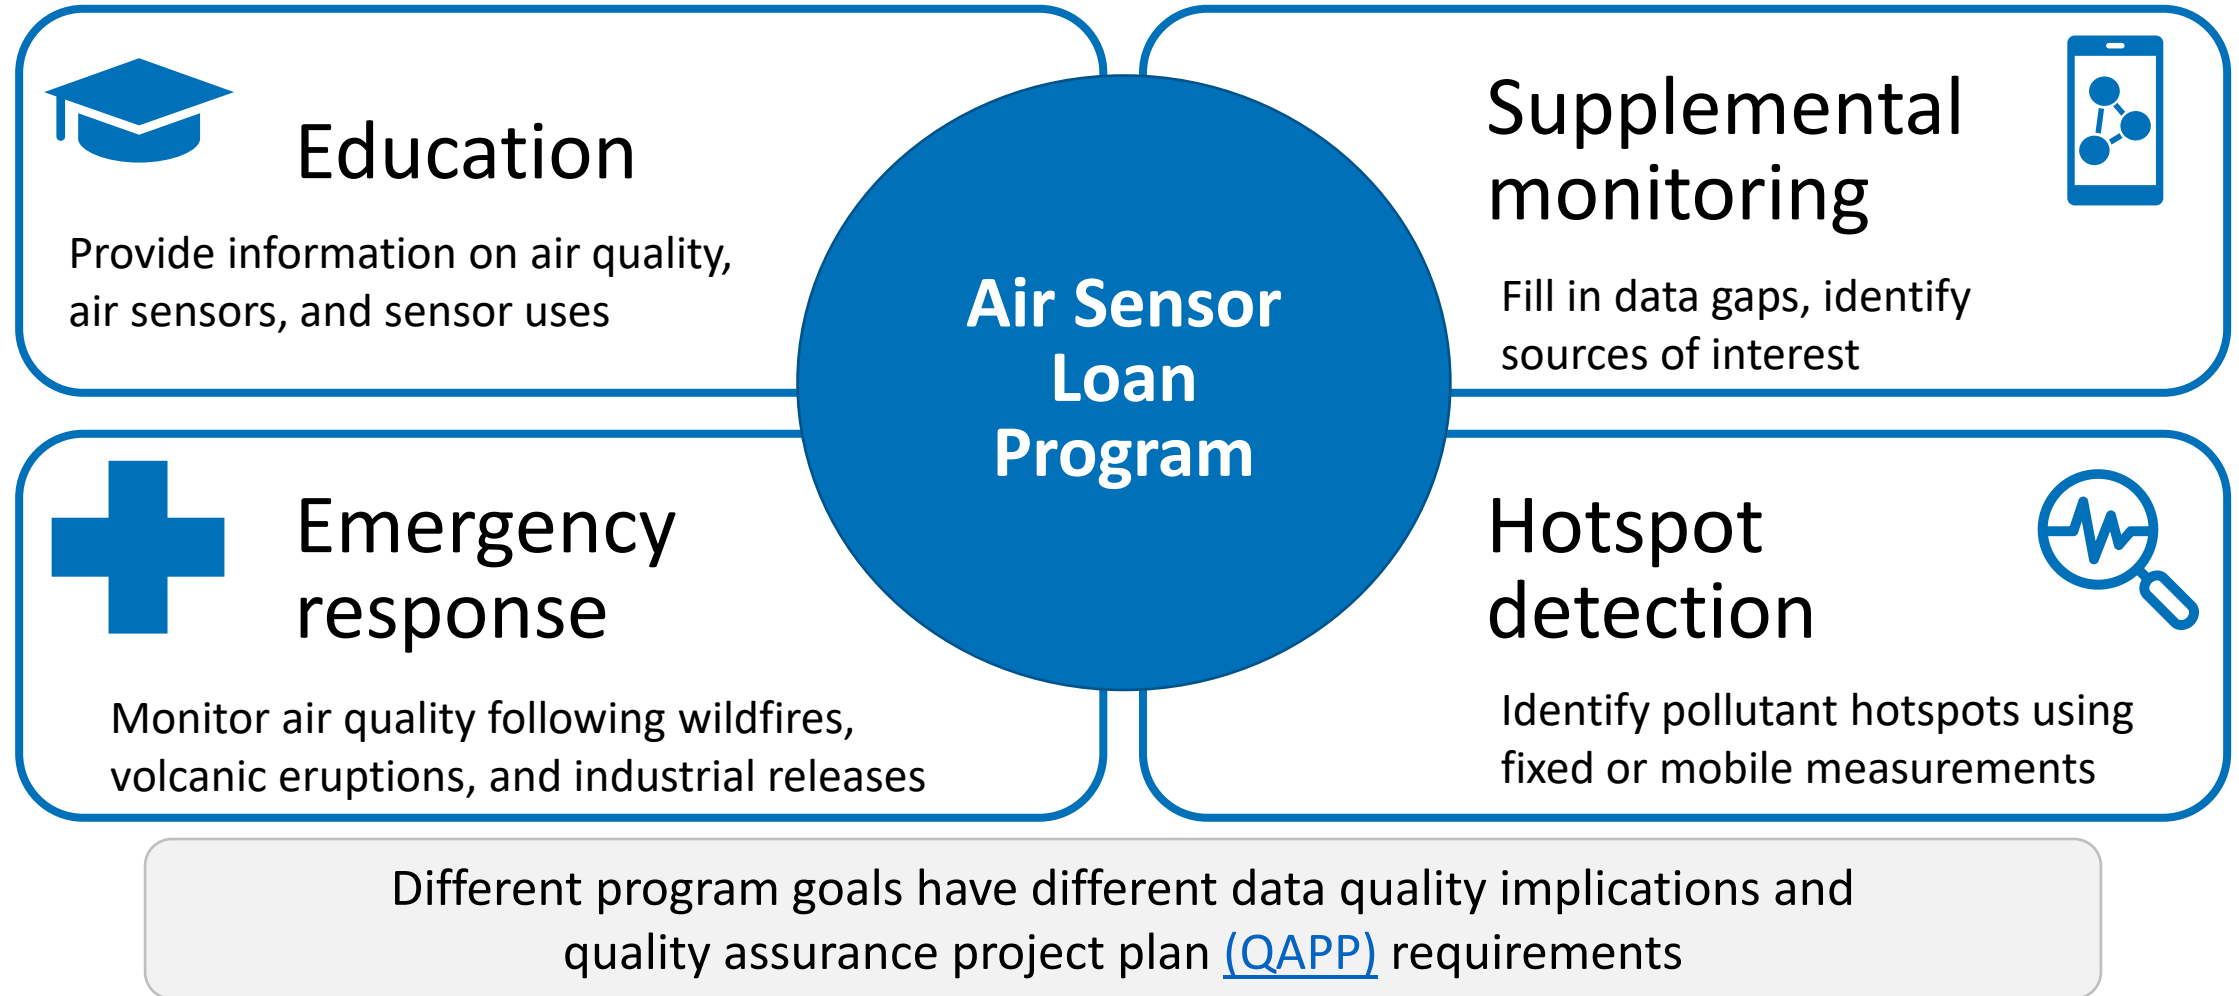 Education
Provide information on air quality,
air sensors, and sensor uses
Supplemental
monitoring
Fill in data gaps, identify
sources of interest
Air Sensor
Loan
Program
Emergency
response
Monitor air quality following wildfires,
volcanic eruptions, and industrial releases
Hotspot
detection
Identify pollutant hotspots using
fixed or mobile measurements
Different program goals have different data quality implications and
quality assurance project plan (QAPP) requirements